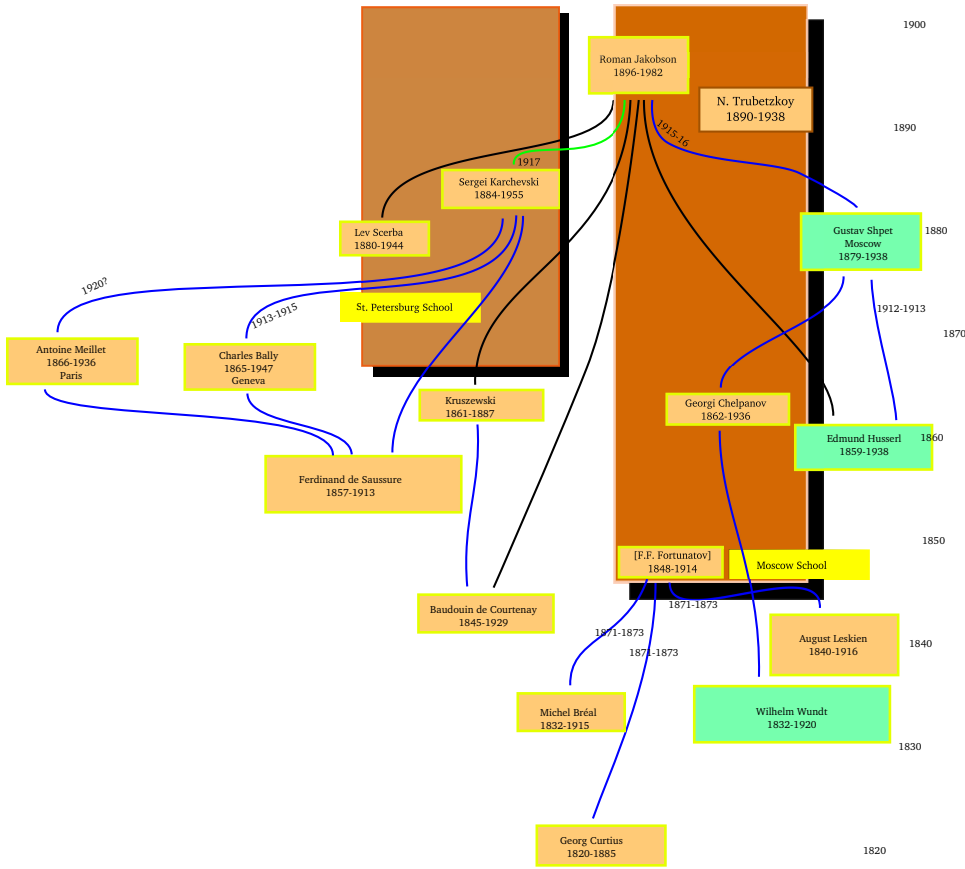 1900
Roman Jakobson
1896-1982
N. Trubetzkoy
1890-1938
1890
1915-16
1917
Sergei Karchevski
1884-1955
Lev Scerba
1880-1944
Gustav Shpet
Moscow
1879-1938
1880
1920?
1913-1915
St. Petersburg School
1912-1913
1870
Antoine Meillet
1866-1936
Paris
Charles Bally
1865-1947
Geneva
Kruszewski
1861-1887
Georgi Chelpanov
1862-1936
Edmund Husserl
1859-1938
1860
Ferdinand de Saussure
1857-1913
1850
[F.F. Fortunatov]
1848-1914
Moscow School
1871-1873
Baudouin de Courtenay
1845-1929
1871-1873
1871-1873
August Leskien
1840-1916
1840
Michel Bréal
1832-1915
Wilhelm Wundt
1832-1920
1830
Georg Curtius
1820-1885
1820